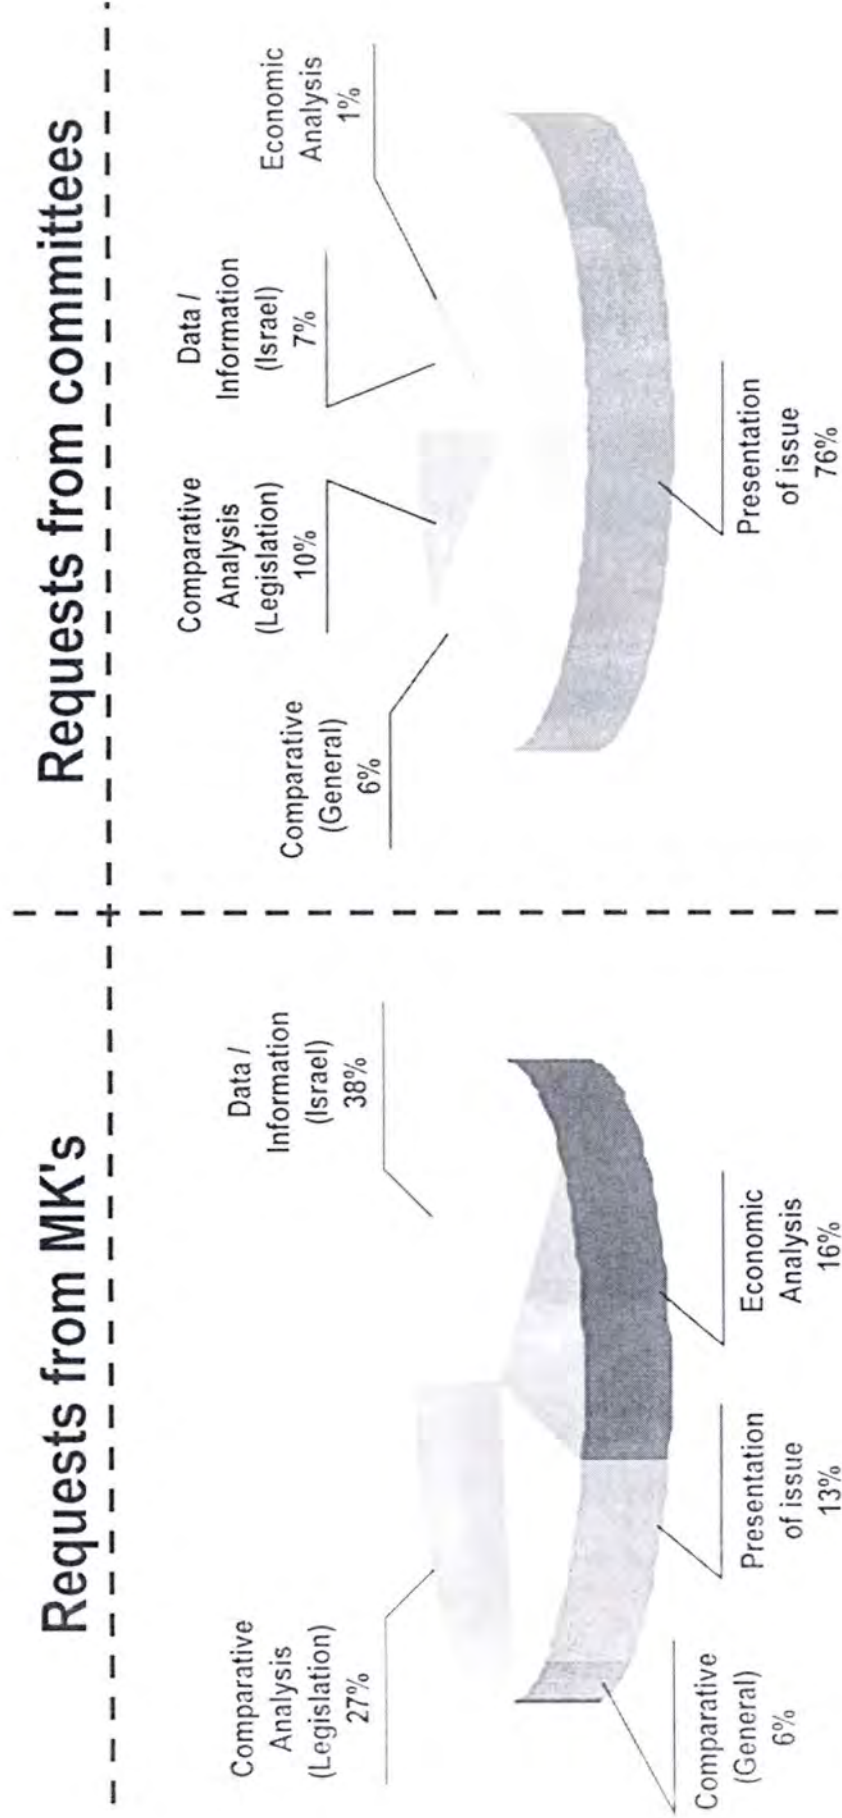 Requests from MK's
Data /
Information
(Israel)
38%
Comparative
Analysis
(Legislation)
27%
Comparative
(General)
6%
Presentation
of issue
13%
Economic
Analysis
16%
Requests from committees
Comparative
(General)
6%
Comparative
Analysis
(Legislation)
10%
Data /
Information
(Israel)
7%
Economic
Analysis
1%
Presentation
of issue
76%